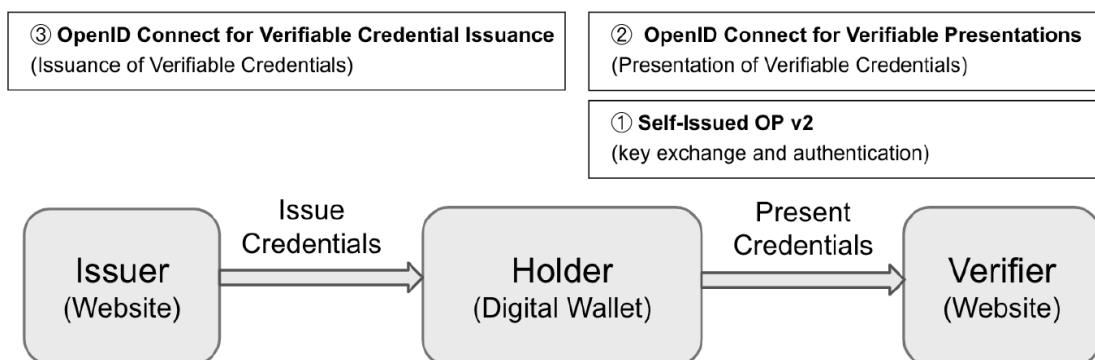 ③ OpenID Connect for Verifiable Credential Issuance
(Issuance of Verifiable Credentials)
② OpenID Connect for Verifiable Presentations
(Presentation of Verifiable Credentials)
① Self-Issued OP v2
(key exchange and authentication)
Issuer
(Website)
Issue
Credentials
Holder
(Digital Wallet)
Present
Credentials
Verifier
(Website)